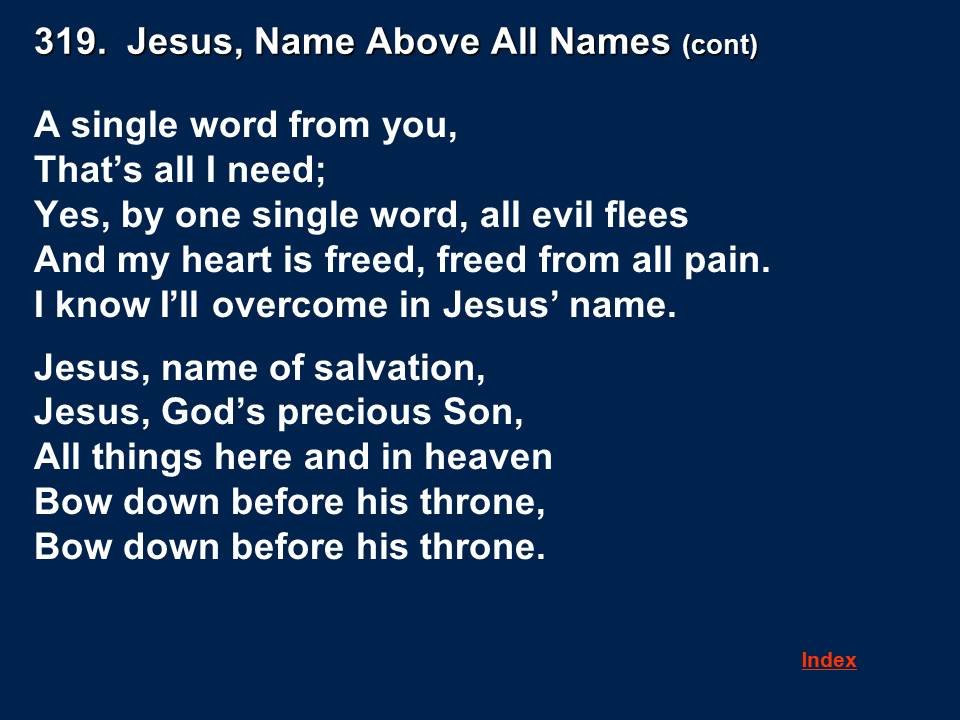 319. Jesus, Name Above All Names (cont)
A single word from you,
That’s all I need;
Yes, by one single word, all evil flees
And my heart is freed, freed from all pain.
I know I’ll overcome in Jesus’ name.
Jesus, name of salvation,
Jesus, God’s precious Son,
All things here and in heaven
Bow down before his throne,
Bow down before his throne.
Index